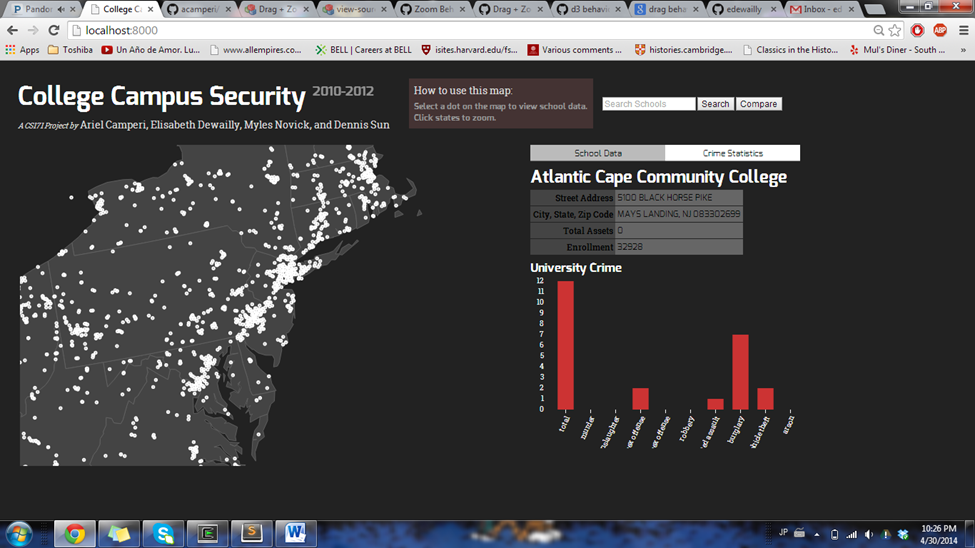 Pandor
College Ca
acamperi/
Drag + Zo
view-sour
Zoom Beh
Drag + Zo
d3 behavi
drag beha
edewailly
Inbox - ed
localhost:8000
Apps
Toshiba
Un Año de Amor. Lu...
www.allempires.co...
BELL | Careers at BELL
isites.harvard.edu/fs...
Various comments ...
histories.cambridge....
Classics in the Histo...
Mul's Diner - South ...
»
College Campus Security 2010-2012
A CS171 Project by Ariel Camperi, Elisabeth Dewailly, Myles Novick, and Dennis Sun
How to use this map:
Select a dot on the map to view school data.
Click states to zoom.
Search Schools
Search
Compare
School Data
Crime Statistics
Atlantic Cape Community College
Street Address 5100 BLACK HORSE PIKE
City, State, Zip Code MAYS LANDING, NJ 083302699
Total Assets 0
Enrollment 32928
University Crime
12
11
10
9
8
7
6
5
4
3
2
1
0
total
murder
slaughter
ex offense
ex offense
robbery
ed assault
burglary
hicle theft
arson
JP
10:26 PM
4/30/2014